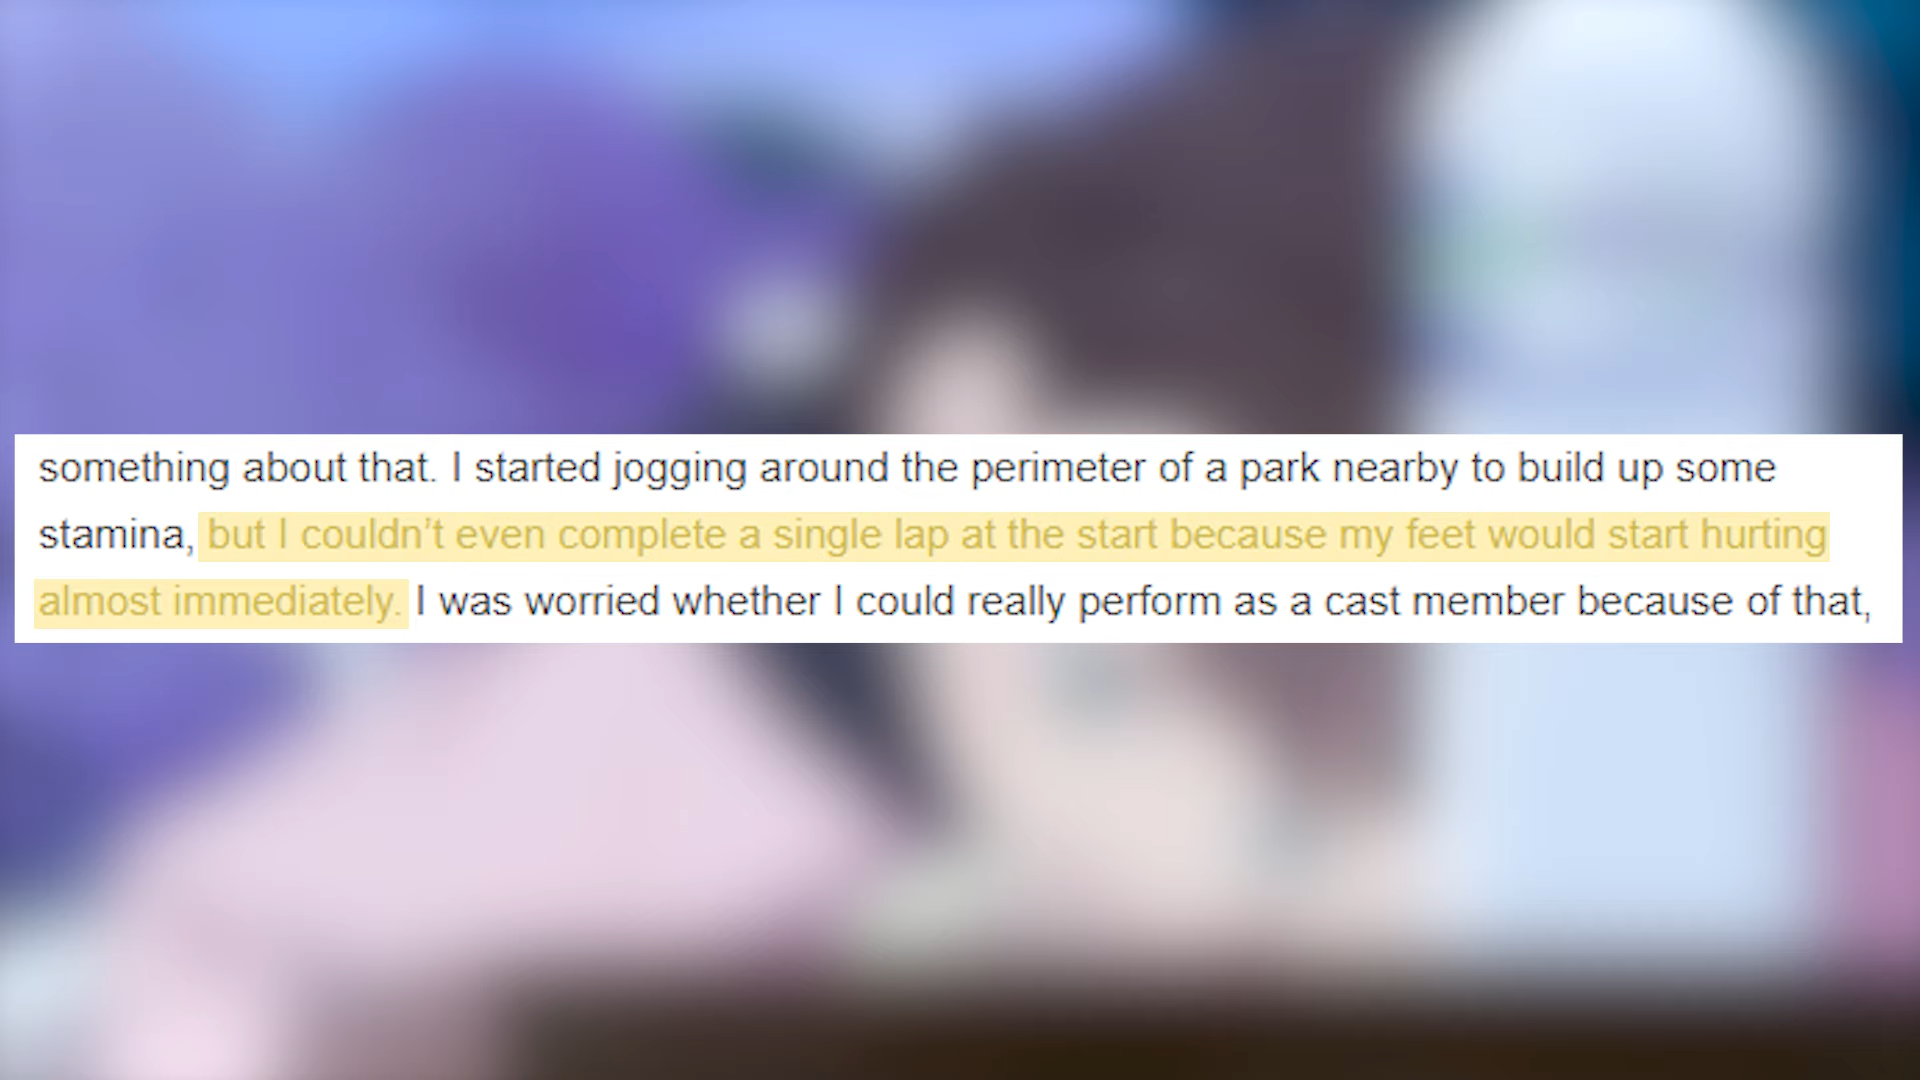 something about that. I started jogging around the perimeter of a park nearby to build up some
stamina, but I couldn’t even complete a single lap at the start because my feet would start hurting
almost immediately. I was worried whether I could really perform as a cast member because of that,